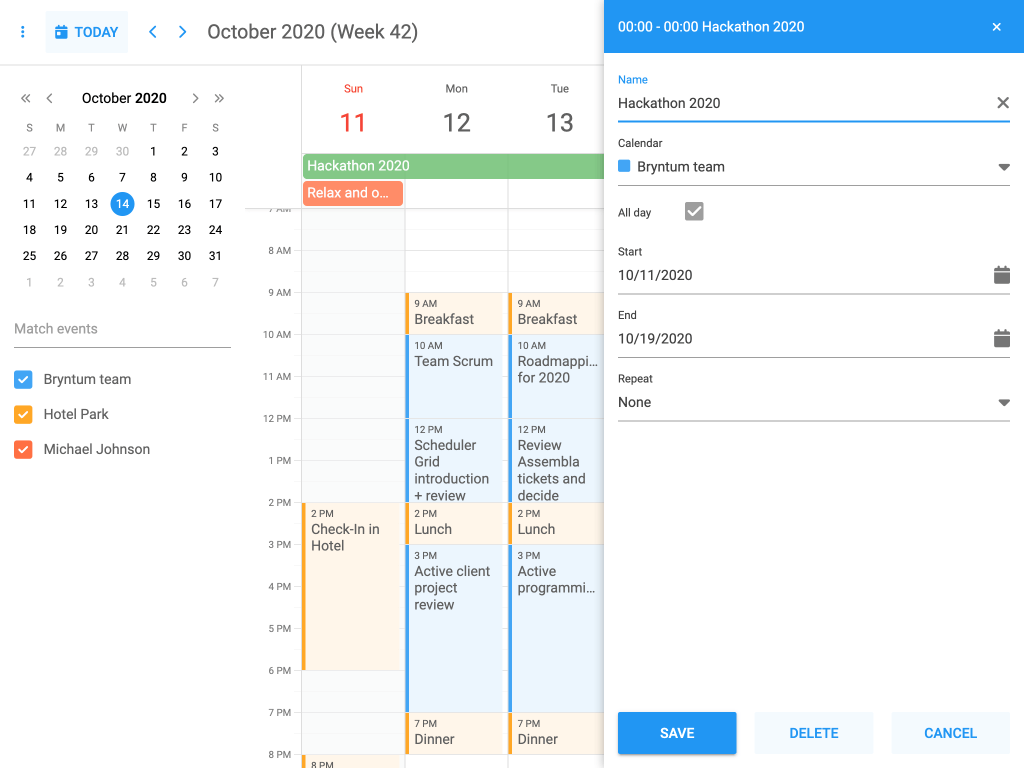 TODAY
October 2020 (Week 42)
October 2020
S M T W T F S
27 28 29 30 1 2 3
4 5 6 7 8 9 10
11 12 13 14 15 16 17
18 19 20 21 22 23 24
25 26 27 28 29 30 31
1 2 3 4 5 6 7
Match events
Bryntum team
Hotel Park
Michael Johnson
Sun
11
Mon
12
Tue
13
Hackathon 2020
Relax and o...
7 AM
8 AM
9 AM
10 AM
11 AM
12 PM
1 PM
2 PM
3 PM
4 PM
5 PM
6 PM
7 PM
8 PM
2 PM
Check-In in
Hotel
8 PM
9 AM
Breakfast
10 AM
Team Scrum
12 PM
Scheduler
Grid
introduction
+ review
2 PM
Lunch
3 PM
Active client
project
review
7 PM
Dinner
9 AM
Breakfast
10 AM
Roadmappi...
for 2020
12 PM
Review
Assembla
tickets and
decide
2 PM
Lunch
3 PM
Active
programmi...
7 PM
Dinner
00:00 - 00:00 Hackathon 2020
Name
Hackathon 2020
Calendar
Bryntum team
All day
Start
10/11/2020
End
10/19/2020
Repeat
None
SAVE
DELETE
CANCEL